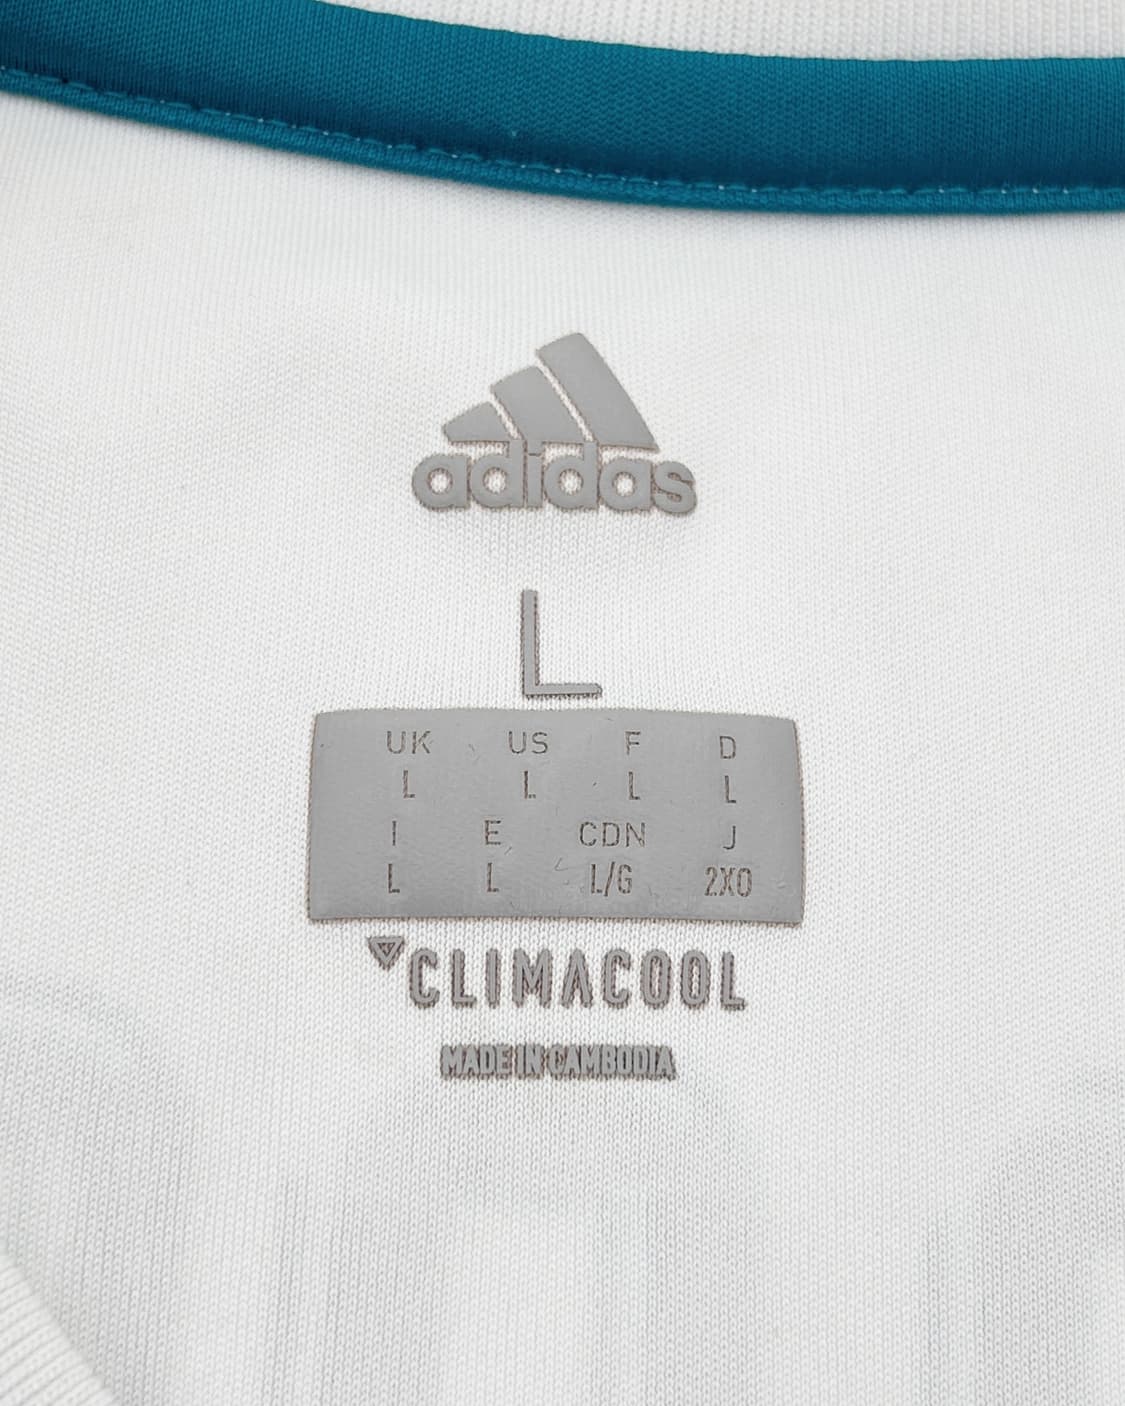 adidas
L
UK US F D
L L L L
I E CDN J
L L L/G 2XO
CLIMACOOL
MADE IN CAMBODIA